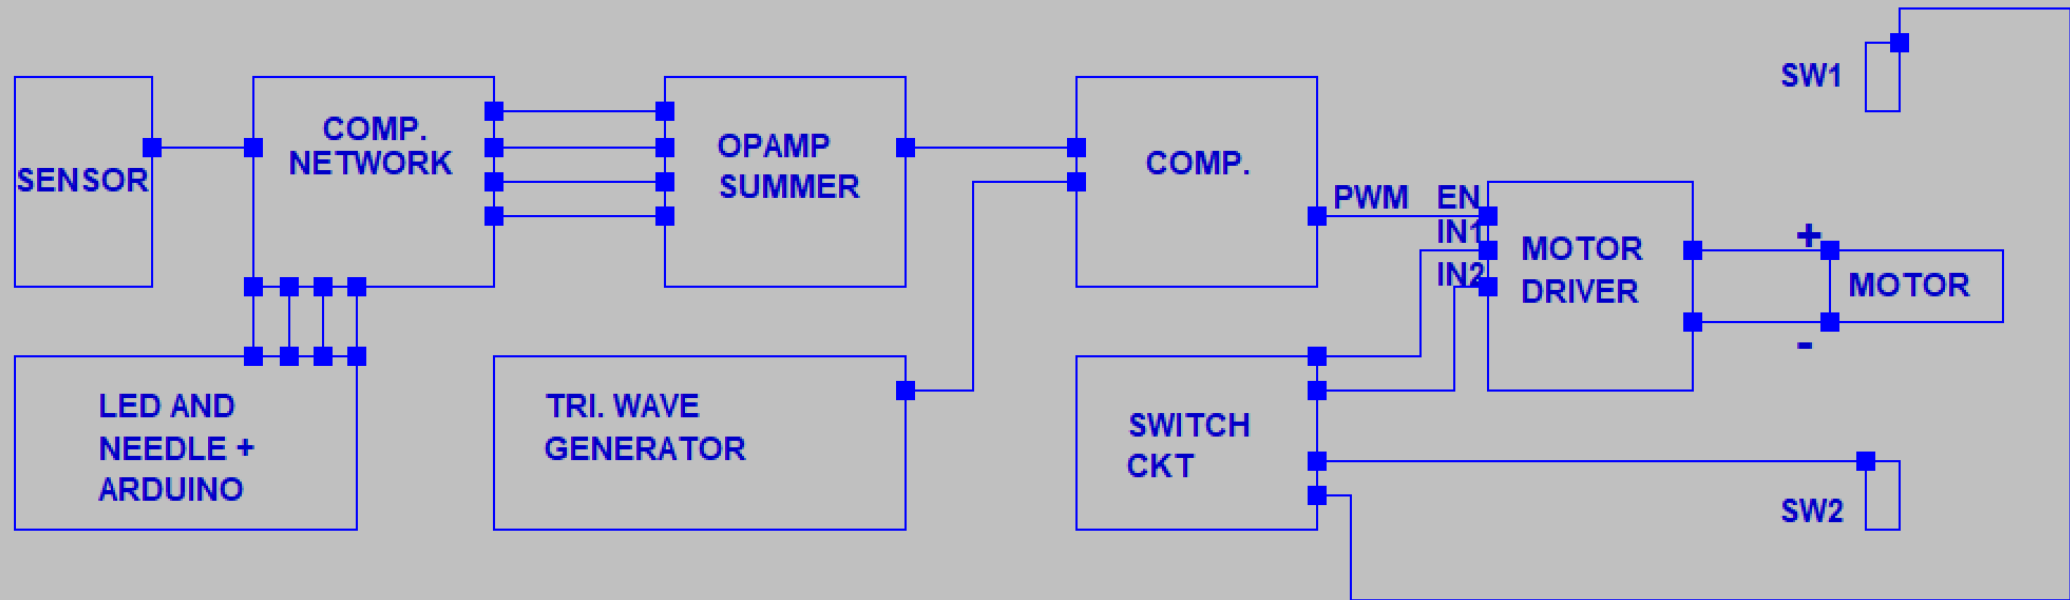 SENSOR
COMP.
NETWORK
OPAMP
SUMMER
COMP.
PWM
EN
IN1
IN2
MOTOR
DRIVER
+
-
MOTOR
SW1
LED AND
NEEDLE +
ARDUINO
TRI. WAVE
GENERATOR
SWITCH
CKT
SW2